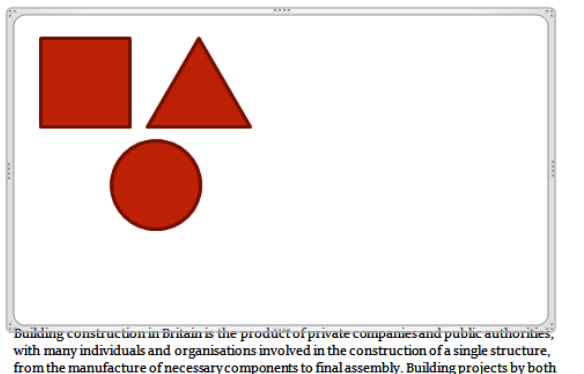 Building construction in Britain is the product of private companies and public authorities,
with many individuals and organisations involved in the construction of a single structure,
from the manufacture of necessary components to final assembly. Building projects by both